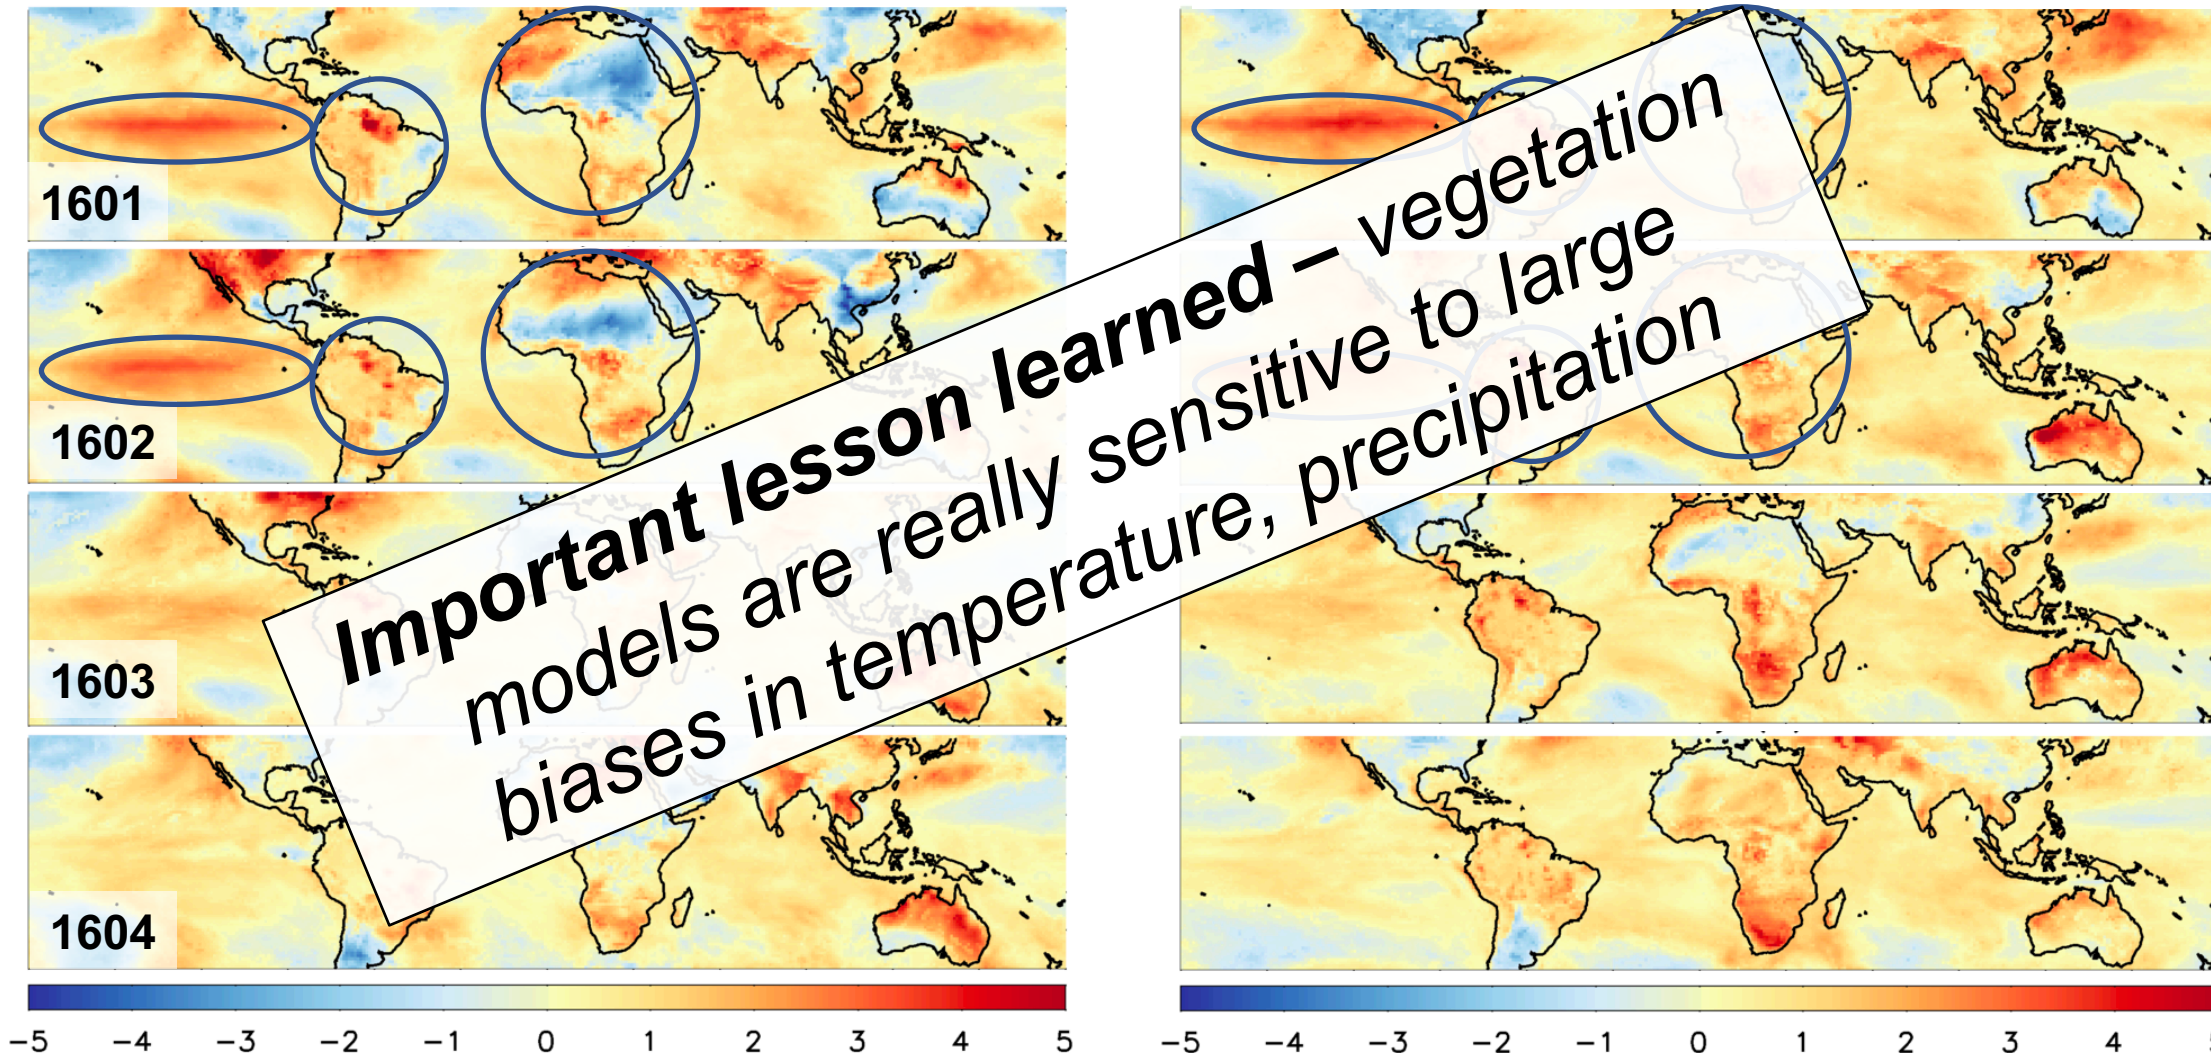 1601
1602
1603
1604
Important lesson learned – vegetation
models are really sensitive to large
biases in temperature, precipitation
−5 −4 −3 −2 −1 0 1 2 3 4 5
−5 −4 −3 −2 −1 0 1 2 3 4